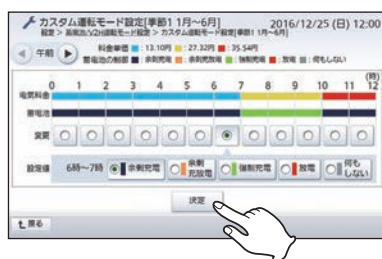 カスタム運転モード設定[季節1 1月～6月] 2016/12/25 (日) 12:00
設定 > 蓄電池/V2H運転モード設定 > カスタム運転モード設定[季節1 1月～6月]
午前 料金単価 : 13.10円 : 27.32円 : 35.54円
蓄電池の制御 : 余剰充電 : 余剰充放電 : 強制充電 : 放電 : 何もしない
(時)
0 1 2 3 4 5 6 7 8 9 10 11 12
電気料金
蓄電池
変更
設定値 6時～7時 余剰充電 余剰充放電 強制充電 放電 何もしない
決定
戻る